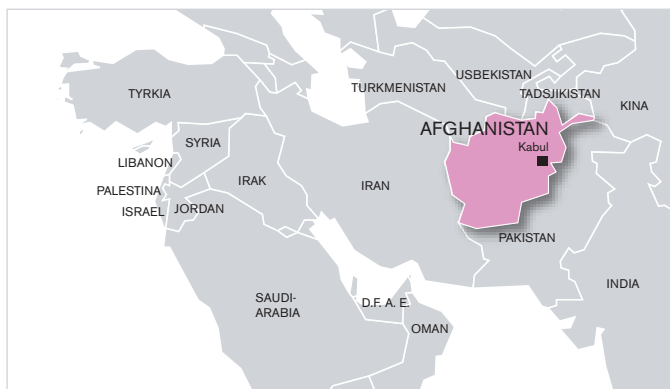 USBEKISTAN
TYRKIA
TURKMENISTAN
TADSJIKISTAN
KINA
AFGHANISTAN
Kabul
SYRIA
LIBANON
IRAK
IRAN
PALESTINA
ISRAEL
JORDAN
PAKISTAN
INDIA
SAUDI-
ARABIA
D.F. A. E.
OMAN